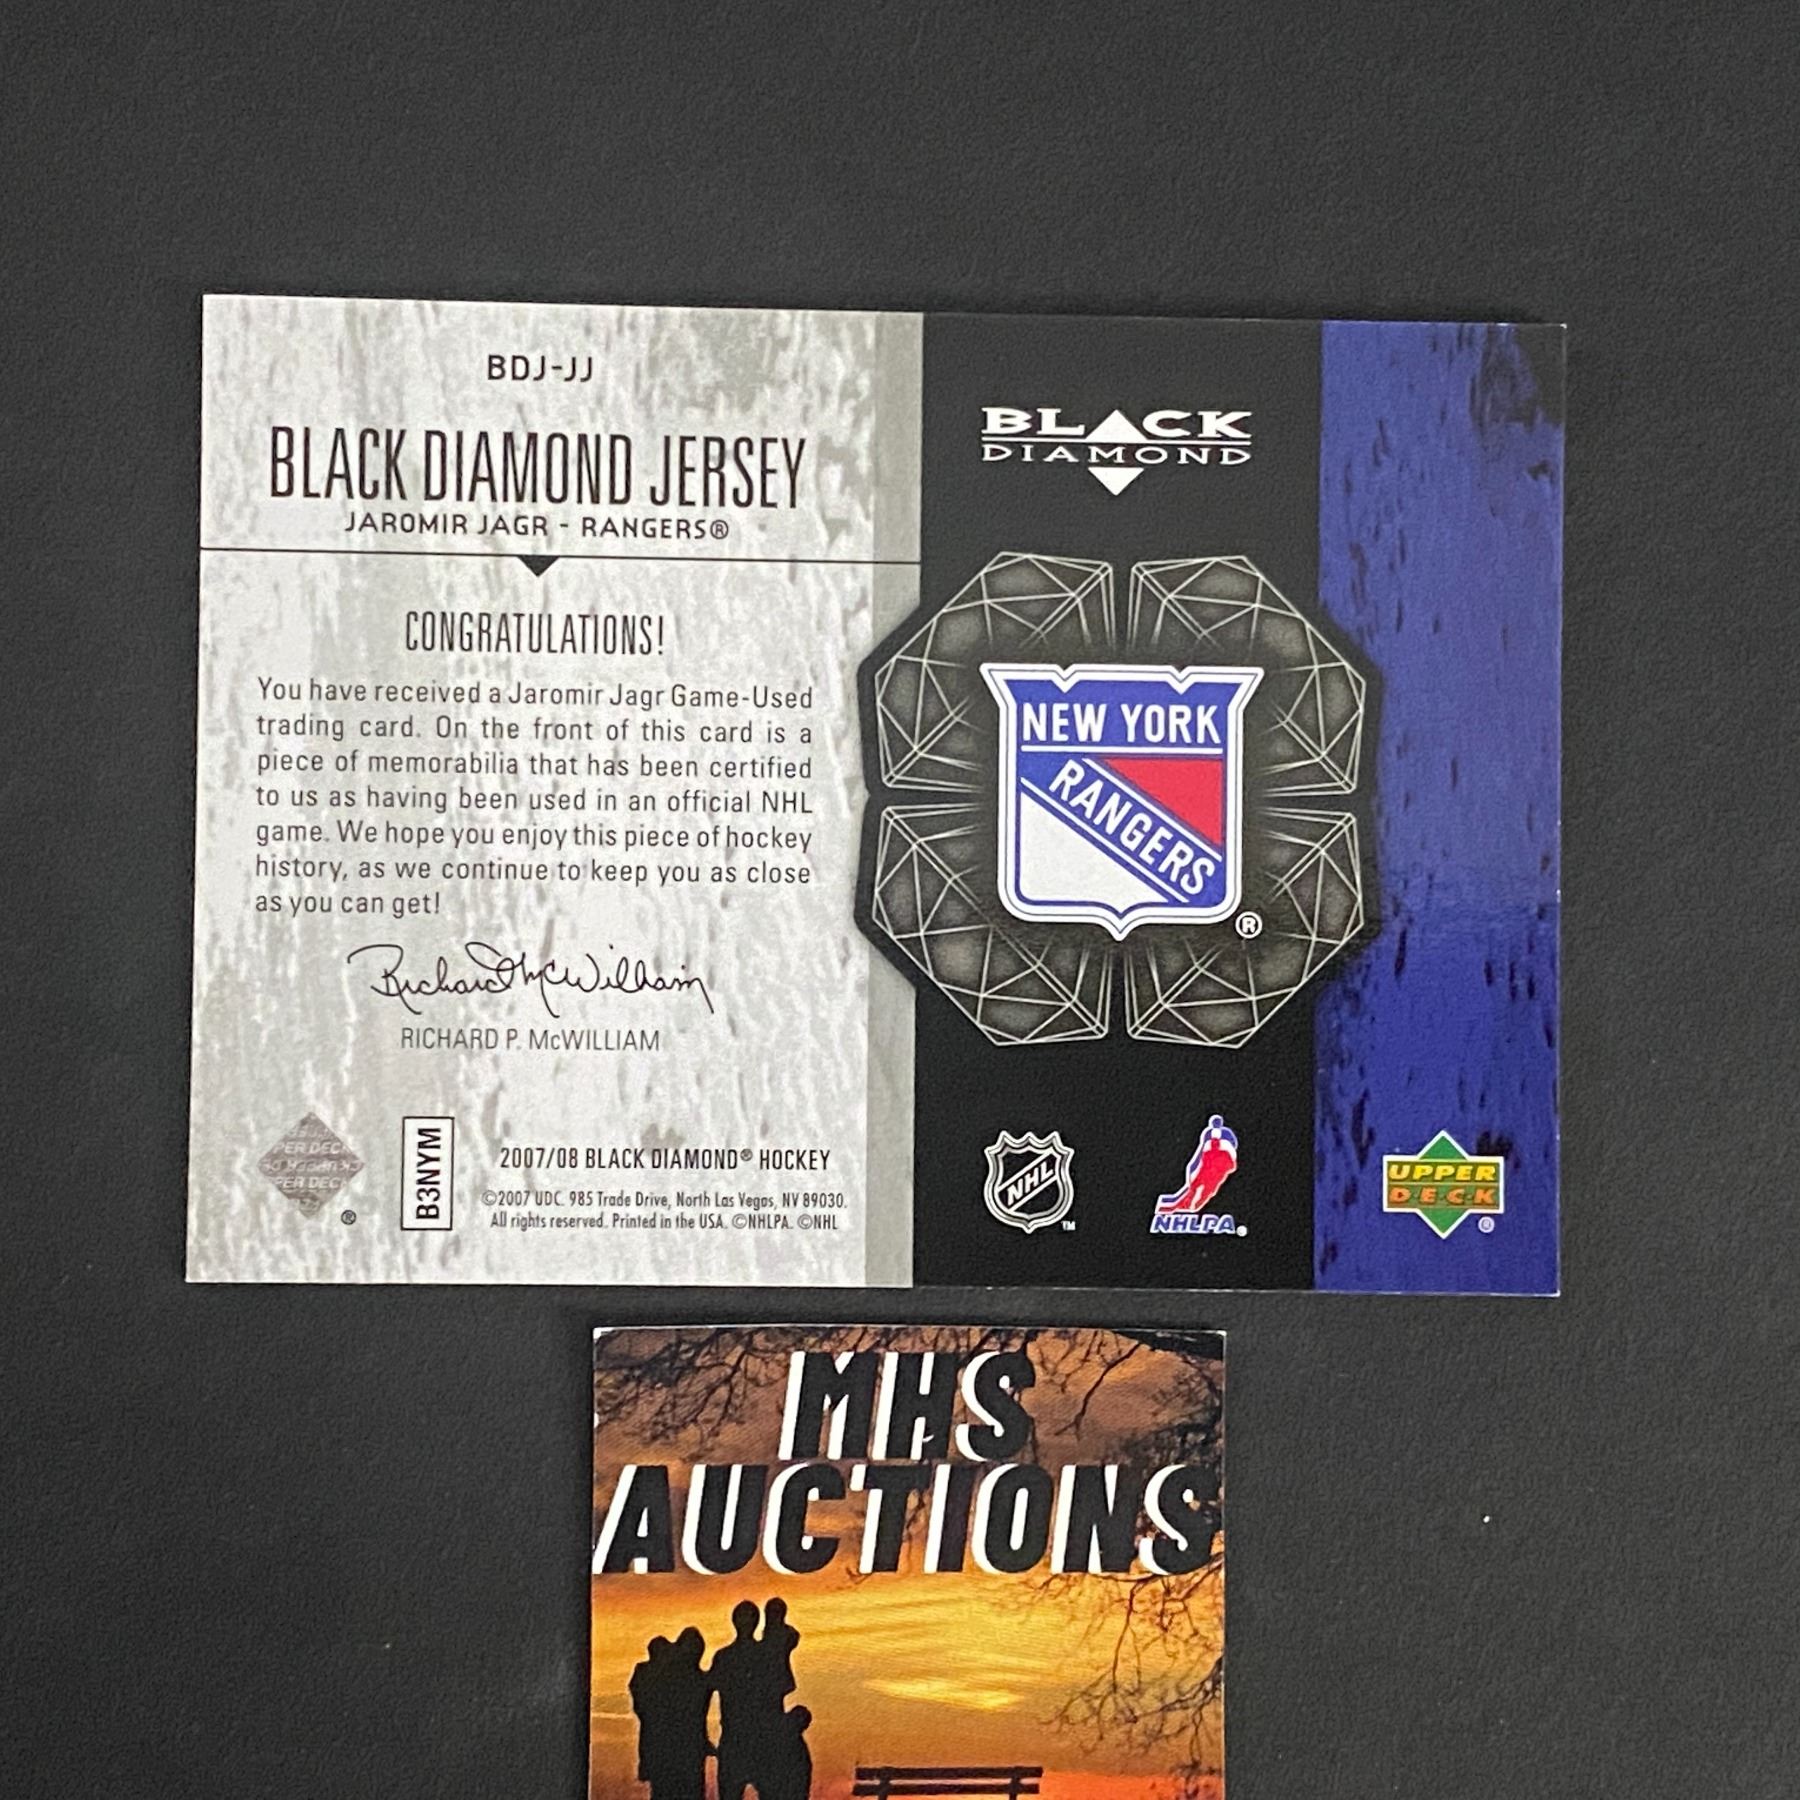 BDJ-JJ
BLACK DIAMOND JERSEY
JAROMIR JAGR - RANGERS®
CONGRATULATIONS!
You have received a Jaromir Jagr Game-Used
trading card. On the front of this card is a
piece of memorabilia that has been certified
to us as having been used in an official NHL
game. We hope you enjoy this piece of hockey
history, as we continue to keep you as close
as you can get!
Richard McWilliam
RICHARD P. McWILLIAM
UPPER DECK
®
B3NYM
2007/08 BLACK DIAMOND® HOCKEY
©2007 UDC. 985 Trade Drive, North Las Vegas, NV 89030.
All rights reserved. Printed in the USA. ©NHLPA. ©NHL
BLACK
DIAMOND
NEW YORK
RANGERS
®
NHL
™
NHLPA®
UPPER
DECK
®
MHS
AUCTIONS